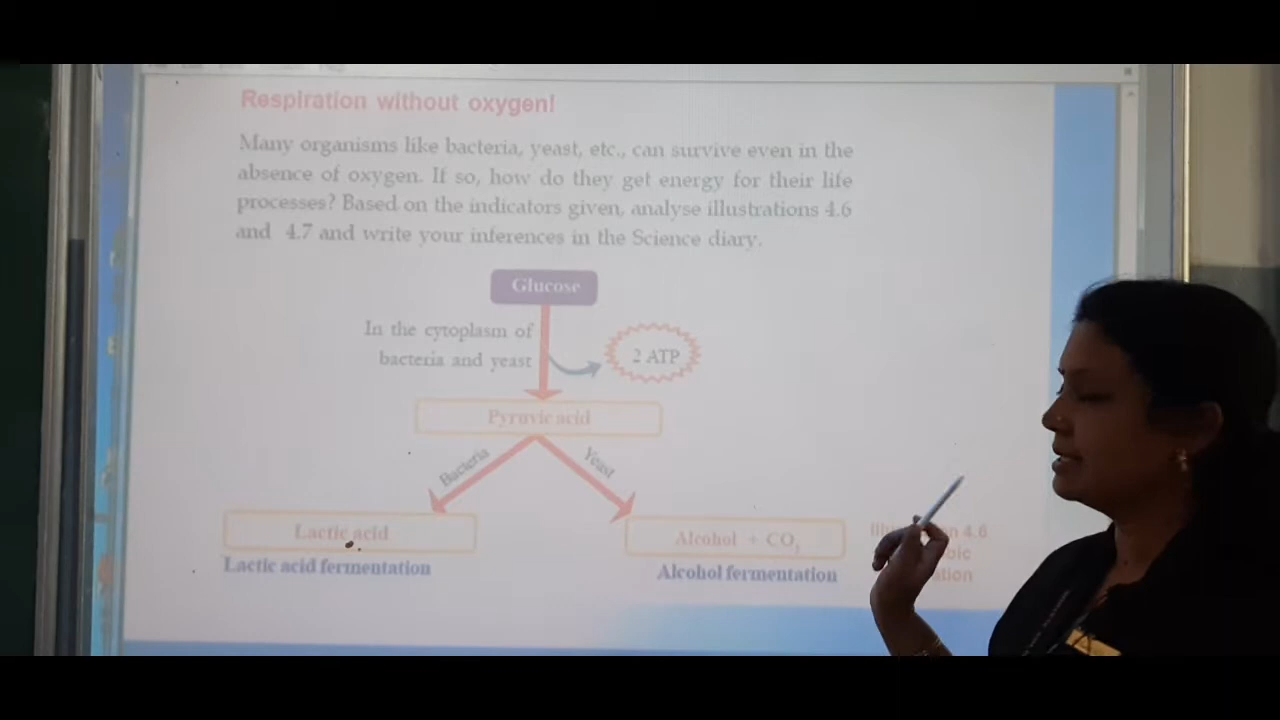 Respiration without oxygen!
Many organisms like bacteria, yeast, etc., can survive even in the
absence of oxygen. If so, how do they get energy for their life
processes? Based on the indicators given, analyse illustrations 4.6
and 4.7 and write your inferences in the Science diary.
Glucose
In the cytoplasm of
bacteria and yeast
2 ATP
Pyruvic acid
Bacteria
Yeast
Lactic acid
Alcohol + CO₂
4.6
Lactic acid fermentation
Alcohol fermentation